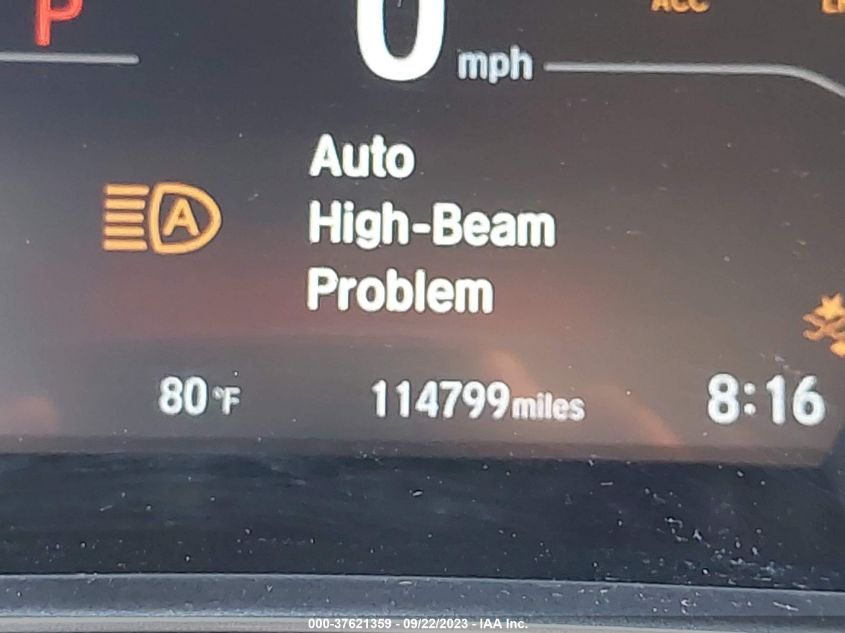 P
0 mph
ACC
Auto
High-Beam
Problem
A
80 °F 114799 miles 8:16
000-37621359 - 09/22/2023 - IAA Inc.